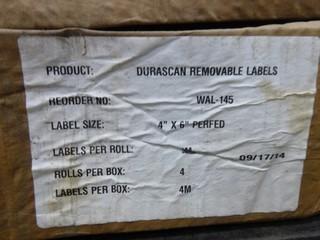 PRODUCT: DURASCAN REMOVABLE LABELS
REORDER NO: WAL-145
LABEL SIZE: 4" X 6" PERFED
LABELS PER ROLL:
09/17/14
ROLLS PER BOX: 4
LABELS PER BOX: 4M